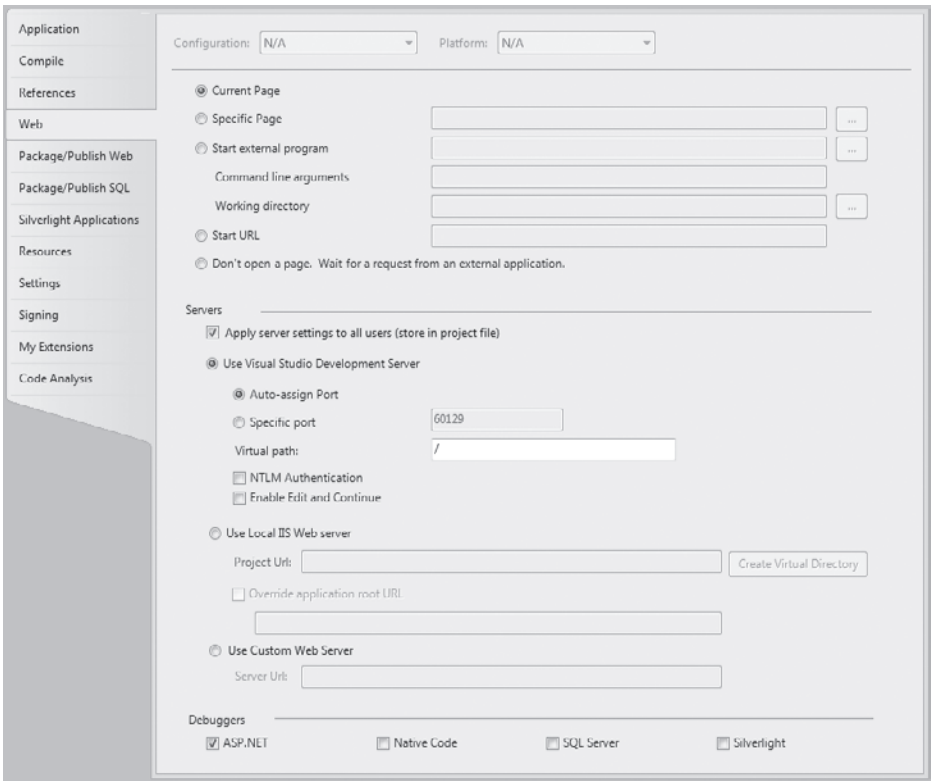 Application
Compile
References
Web
Package/Publish Web
Package/Publish SQL
Silverlight Applications
Resources
Settings
Signing
My Extensions
Code Analysis
Configuration: N/A Platform: N/A
Current Page
Specific Page ...
Start external program ...
Command line arguments
Working directory ...
Start URL
Don't open a page. Wait for a request from an external application.
Servers
Apply server settings to all users (store in project file)
Use Visual Studio Development Server
Auto-assign Port
Specific port 60129
Virtual path: /
NTLM Authentication
Enable Edit and Continue
Use Local IIS Web server
Project Url: Create Virtual Directory
Override application root URL
Use Custom Web Server
Server Url:
Debuggers
ASP.NET Native Code SQL Server Silverlight